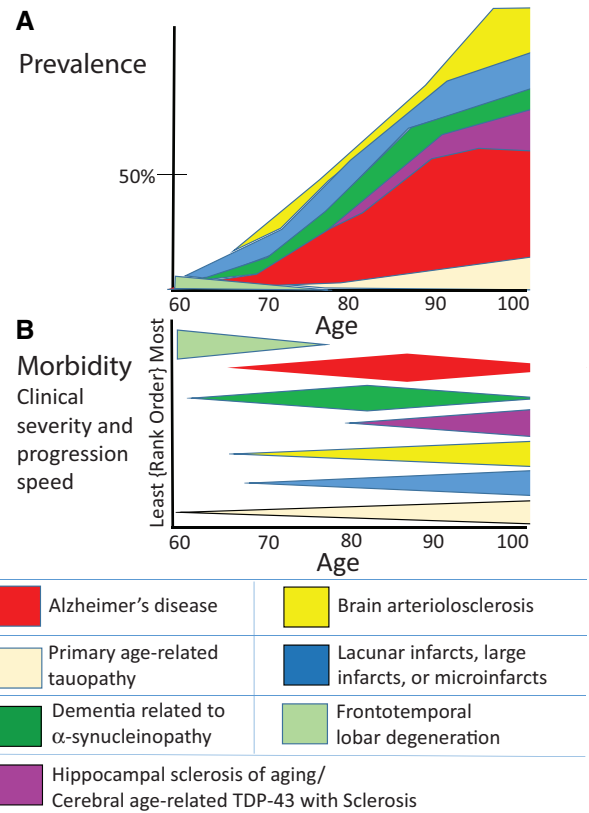 A
Prevalence
50%
60 70 80 90 100
Age
B
Morbidity
Clinical
severity and
progression
speed
Least {Rank Order} Most
60 70 80 90 100
Age
Alzheimer's disease
Brain arteriolosclerosis
Primary age-related
tauopathy
Lacunar infarcts, large
infarcts, or microinfarcts
Dementia related to
α-synucleinopathy
Frontotemporal
lobar degeneration
Hippocampal sclerosis of aging/
Cerebral age-related TDP-43 with Sclerosis